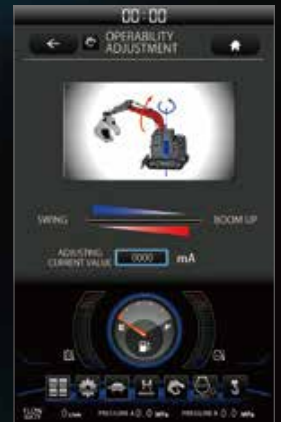 00:00
OPERABILITY
ADJUSTMENT
SWING
BOOM UP
ADJUSTING
CURRENT VALUE
0000
mA
E
F
FLOW
0 L/min
PRESSURE A 0.0 MPa
PRESSURE B 0.0 MPa